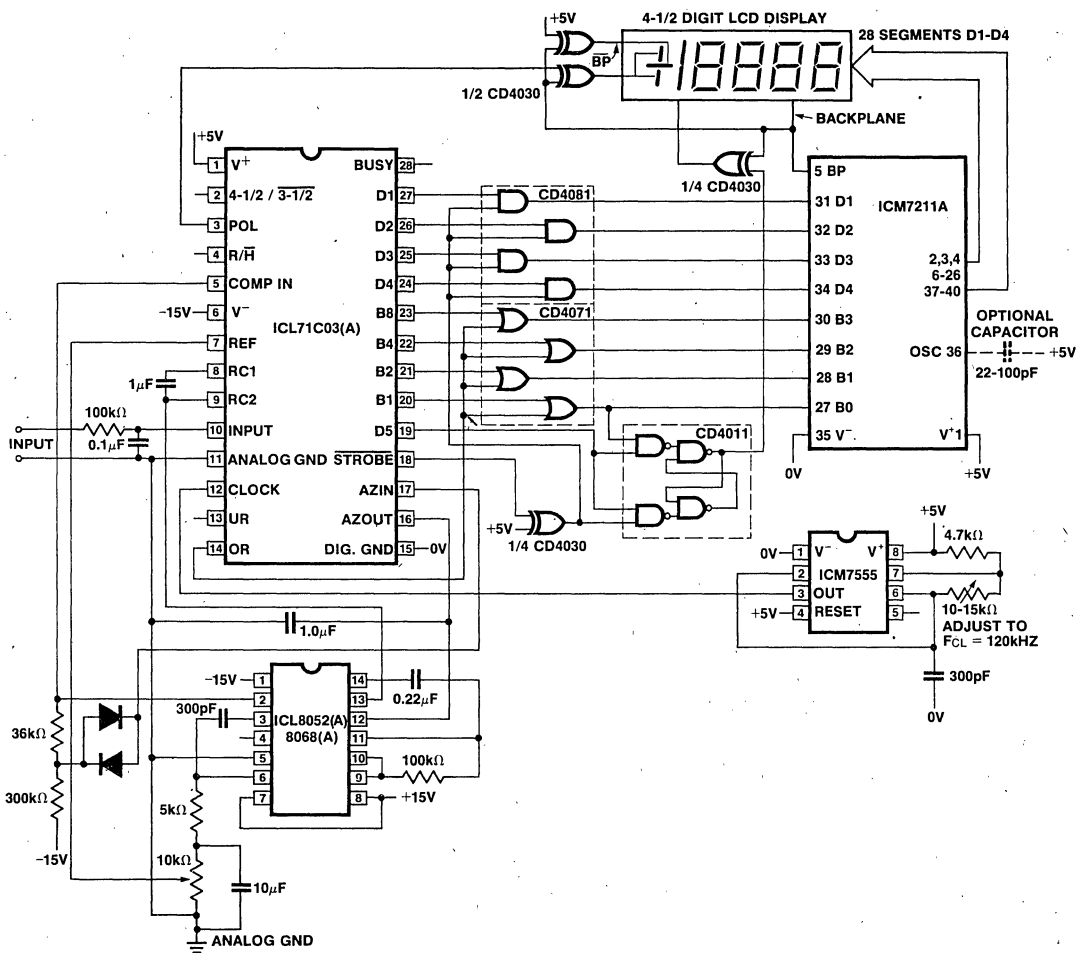 +5V
4-1/2 DIGIT LCD DISPLAY
28 SEGMENTS D1-D4
BP
1/2 CD4030
BACKPLANE
+5V
1/4 CD4030
1 V+
2 4-1/2 / 3-1/2
3 POL
4 R/H
5 COMP IN
-15V 6 V-
7 REF
8 RC1
9 RC2
10 INPUT
11 ANALOG GND
12 CLOCK
13 UR
14 OR
ICL71C03(A)
BUSY 28
D1 27
D2 26
D3 25
D4 24
B8 23
B4 22
B2 21
B1 20
D5 19
STROBE 18
AZIN 17
AZOUT 16
DIG. GND 15 0V
CD4081
CD4071
CD4011
+5V
1/4 CD4030
5 BP
ICM7211A
31 D1
32 D2
33 D3
34 D4
30 B3
29 B2
28 B1
27 B0
35 V-
0V
2,3,4
6-26
37-40
OSC 36
V+1
+5V
OPTIONAL
CAPACITOR
+5V
22-100pF
1μF
100kΩ
INPUT
0.1μF
1.0μF
+5V
4.7kΩ
0V 1 V-
V+ 8
2
ICM7555
7
3 OUT
6
+5V 4 RESET
5
10-15kΩ
ADJUST TO
FCL = 120kHZ
300pF
0V
-15V 1
14
0.22μF
2
13
300pF
3
ICL8052(A)
12
4
8068(A)
11
5
10
6
9
100kΩ
7
8
+15V
36kΩ
300kΩ
-15V
5kΩ
10kΩ
10μF
ANALOG GND